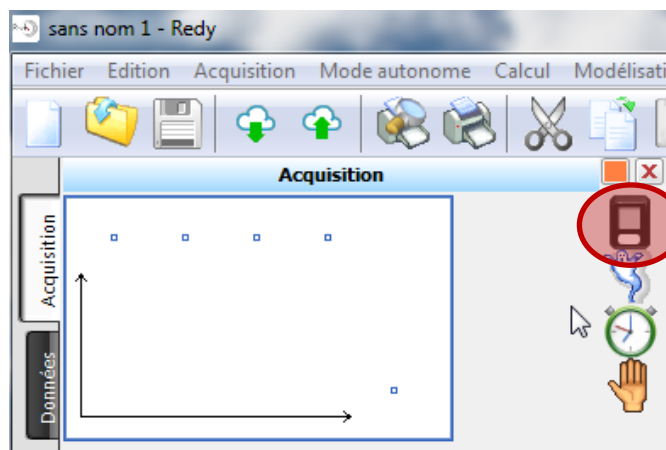 sans nom 1 - Redy
Fichier Edition Acquisition Mode autonome Calcul Modélisati
Acquisition
Acquisition
Données